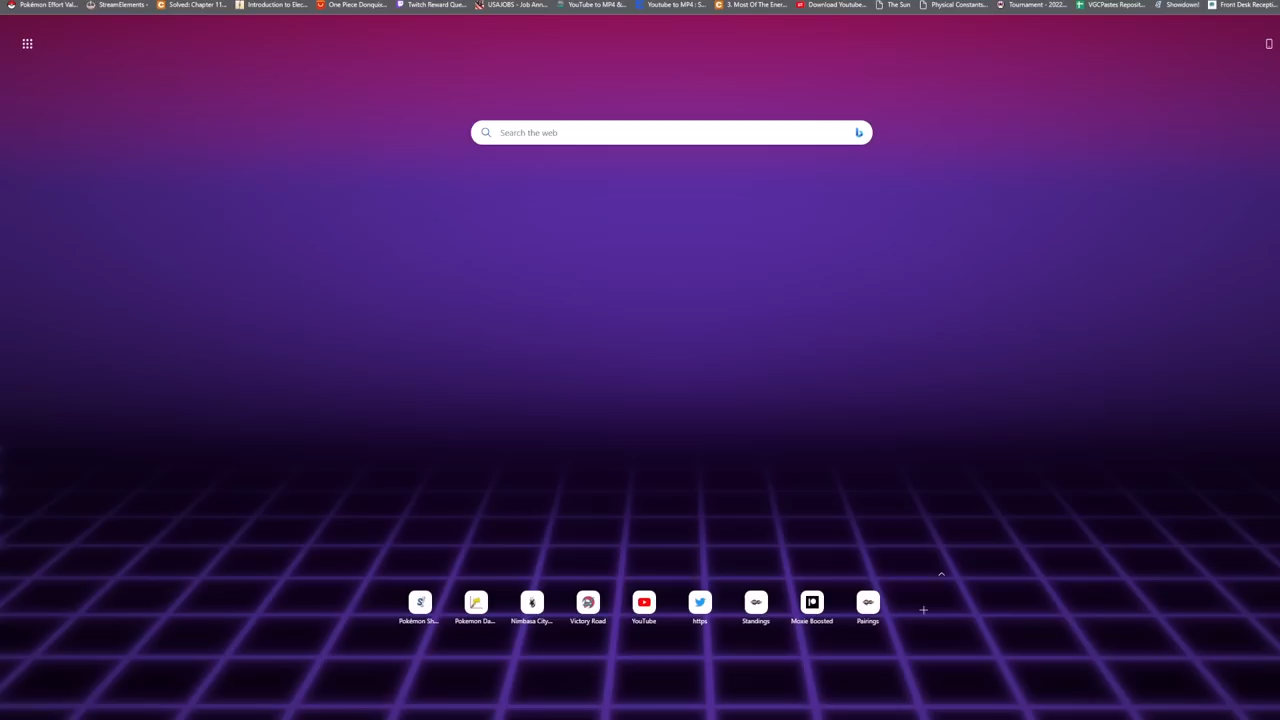 Pokémon Effort Val...
StreamElements -
Solved: Chapter 11...
Introduction to Elec...
One Piece Donquix...
Twitch Reward Que...
USAJOBS - Job Ann...
YouTube to MP4 &...
Youtube to MP4 : S...
3. Most Of The Ener...
Download Youtube...
The Sun
Physical Constants...
Tournament - 2022...
VGCPastes Reposit...
Showdown!
Front Desk Recepti...
Search the web
Pokémon Sh...
Pokemon Da...
Nimbasa City...
Victory Road
YouTube
https
Standings
Moxie Boosted
Pairings